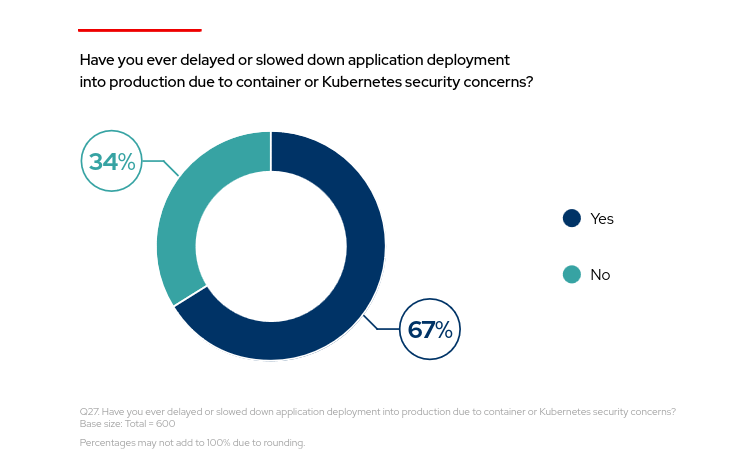 Have you ever delayed or slowed down application deployment
into production due to container or Kubernetes security concerns?
34%
Yes
No
67%
Q27. Have you ever delayed or slowed down application deployment into production due to container or Kubernetes security concerns?
Base size: Total = 600
Percentages may not add to 100% due to rounding.